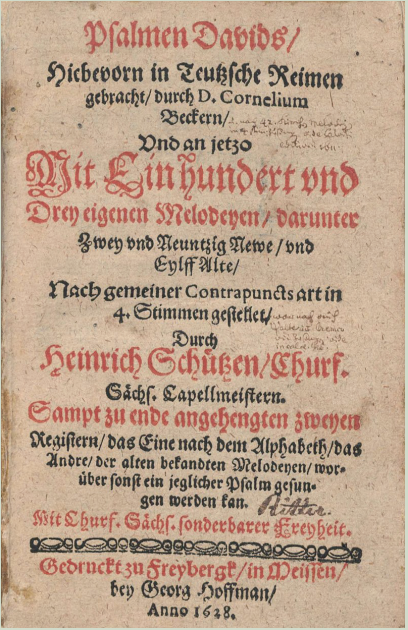 Psalmen Davids/
Hiebevorn in Teutzsche Reimen
gebracht/ durch D. Cornelium
Beckern/
Vnd an jetzo
Mit Ein hundert vnd
Drey eigenen Melodeyen/ darunter
Zwey vnd Neuntzig Newe/ vnd
Eylff Alte/
Nach gemeiner Contrapuncts art in
4. Stimmen gestellet/
Durch
Heinrich Schützen/ Churf.
Sächs. Capellmeistern.
Sampt zu ende angehengten zweyen
Registern/ das Eine nach dem Alphabeth/ das
Andre/ der alten bekandten Melodeyen/ wor-
über sonst ein jeglicher Psalm gesun-
gen werden kan.
Ritter.
Mit Churf. Sächs. sonderbarer Freyheit.
Gedruckt zu Freybergk/ in Meissen/
bey Georg Hoffman/
Anno 1628.